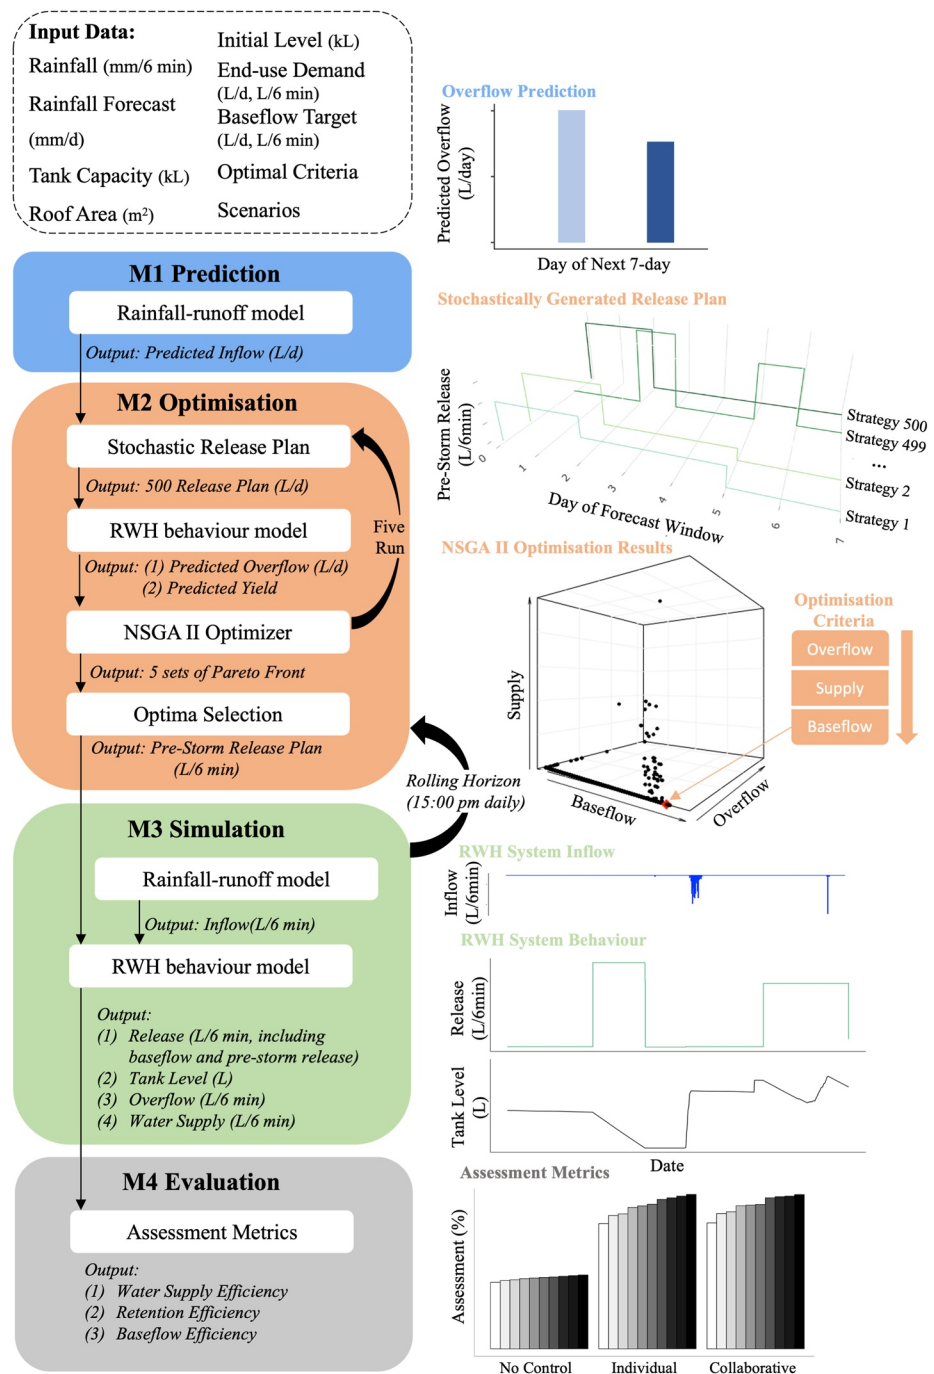 Input Data:
Rainfall (mm/6 min)
Rainfall Forecast
(mm/d)
Tank Capacity (kL)
Roof Area (m²)
Initial Level (kL)
End-use Demand
(L/d, L/6 min)
Baseflow Target
(L/d, L/6 min)
Optimal Criteria
Scenarios
M1 Prediction
Rainfall-runoff model
Output: Predicted Inflow (L/d)
M2 Optimisation
Stochastic Release Plan
Output: 500 Release Plan (L/d)
RWH behaviour model
Output: (1) Predicted Overflow (L/d)
(2) Predicted Yield
NSGA II Optimizer
Five
Run
Output: 5 sets of Pareto Front
Optima Selection
Output: Pre-Storm Release Plan
(L/6 min)
Rolling Horizon
(15:00 pm daily)
M3 Simulation
Rainfall-runoff model
Output: Inflow(L/6 min)
RWH behaviour model
Output:
(1) Release (L/6 min, including
baseflow and pre-storm release)
(2) Tank Level (L)
(3) Overflow (L/6 min)
(4) Water Supply (L/6 min)
M4 Evaluation
Assessment Metrics
Output:
(1) Water Supply Efficiency
(2) Retention Efficiency
(3) Baseflow Efficiency
Overflow Prediction
Predicted Overflow
(L/day)
Day of Next 7-day
Stochastically Generated Release Plan
Pre-Storm Release
(L/6min)
0
1
2
3
4
5
6
7
Day of Forecast Window
Strategy 500
Strategy 499
...
Strategy 2
Strategy 1
NSGA II Optimisation Results
Supply
Baseflow
Overflow
Optimisation
Criteria
Overflow
Supply
Baseflow
RWH System Inflow
Inflow
(L/6min)
RWH System Behaviour
Release
(L/6min)
Tank Level
(L)
Date
Assessment Metrics
Assessment (%)
No Control
Individual
Collaborative